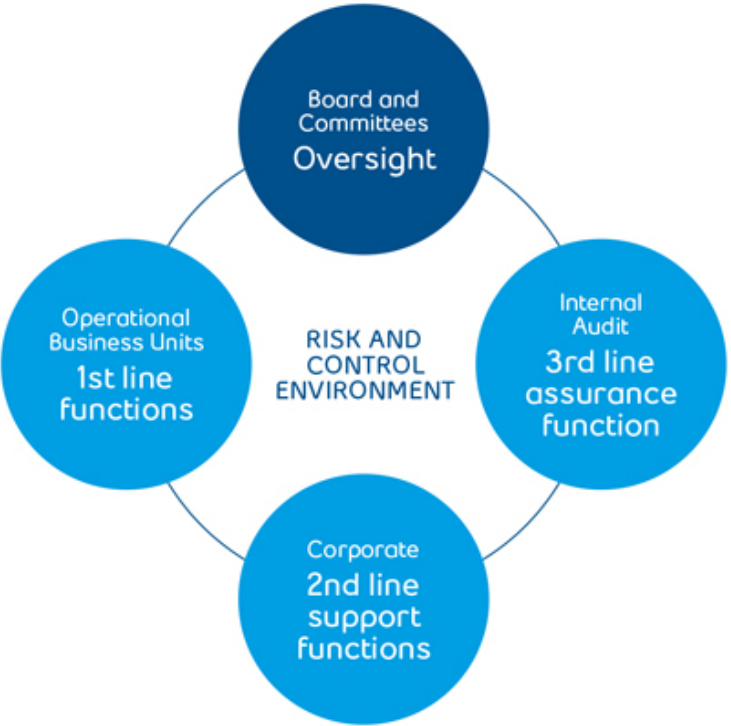 Board and
Committees
Oversight
Operational
Business Units
1st line
functions
RISK AND
CONTROL
ENVIRONMENT
Internal
Audit
3rd line
assurance
function
Corporate
2nd line
support
functions